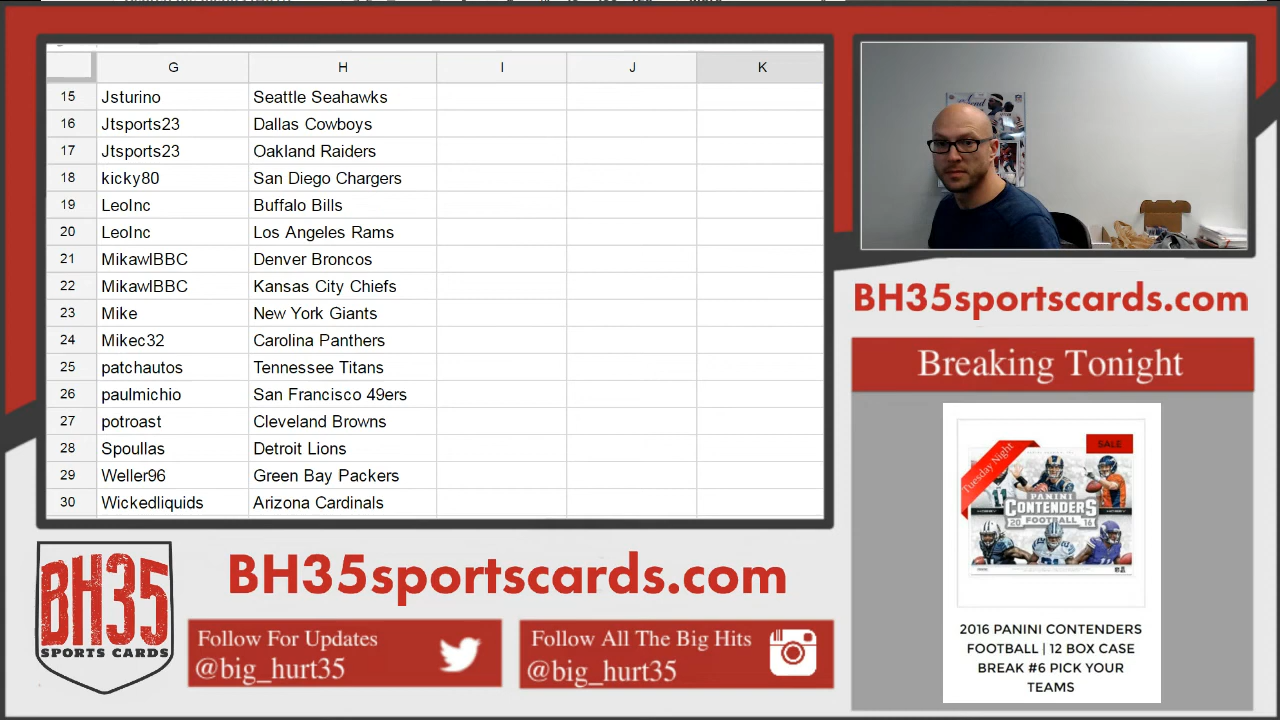 G H I J K
15 Jsturino Seattle Seahawks
16 Jtsports23 Dallas Cowboys
17 Jtsports23 Oakland Raiders
18 kicky80 San Diego Chargers
19 LeoInc Buffalo Bills
20 LeoInc Los Angeles Rams
21 MikawIBBC Denver Broncos
22 MikawIBBC Kansas City Chiefs
23 Mike New York Giants
24 Mikec32 Carolina Panthers
25 patchautos Tennessee Titans
26 paulmichio San Francisco 49ers
27 potroast Cleveland Browns
28 Spoullas Detroit Lions
29 Weller96 Green Bay Packers
30 Wickedliquids Arizona Cardinals
BH35sportscards.com
Breaking Tonight
SALE
Tuesday Night
PANINI
CONTENDERS
20 FOOTBALL 16
2016 PANINI CONTENDERS
FOOTBALL | 12 BOX CASE
BREAK #6 PICK YOUR
TEAMS
BH35
SPORTS CARDS
BH35sportscards.com
Follow For Updates
@big_hurt35
Follow All The Big Hits
@big_hurt35